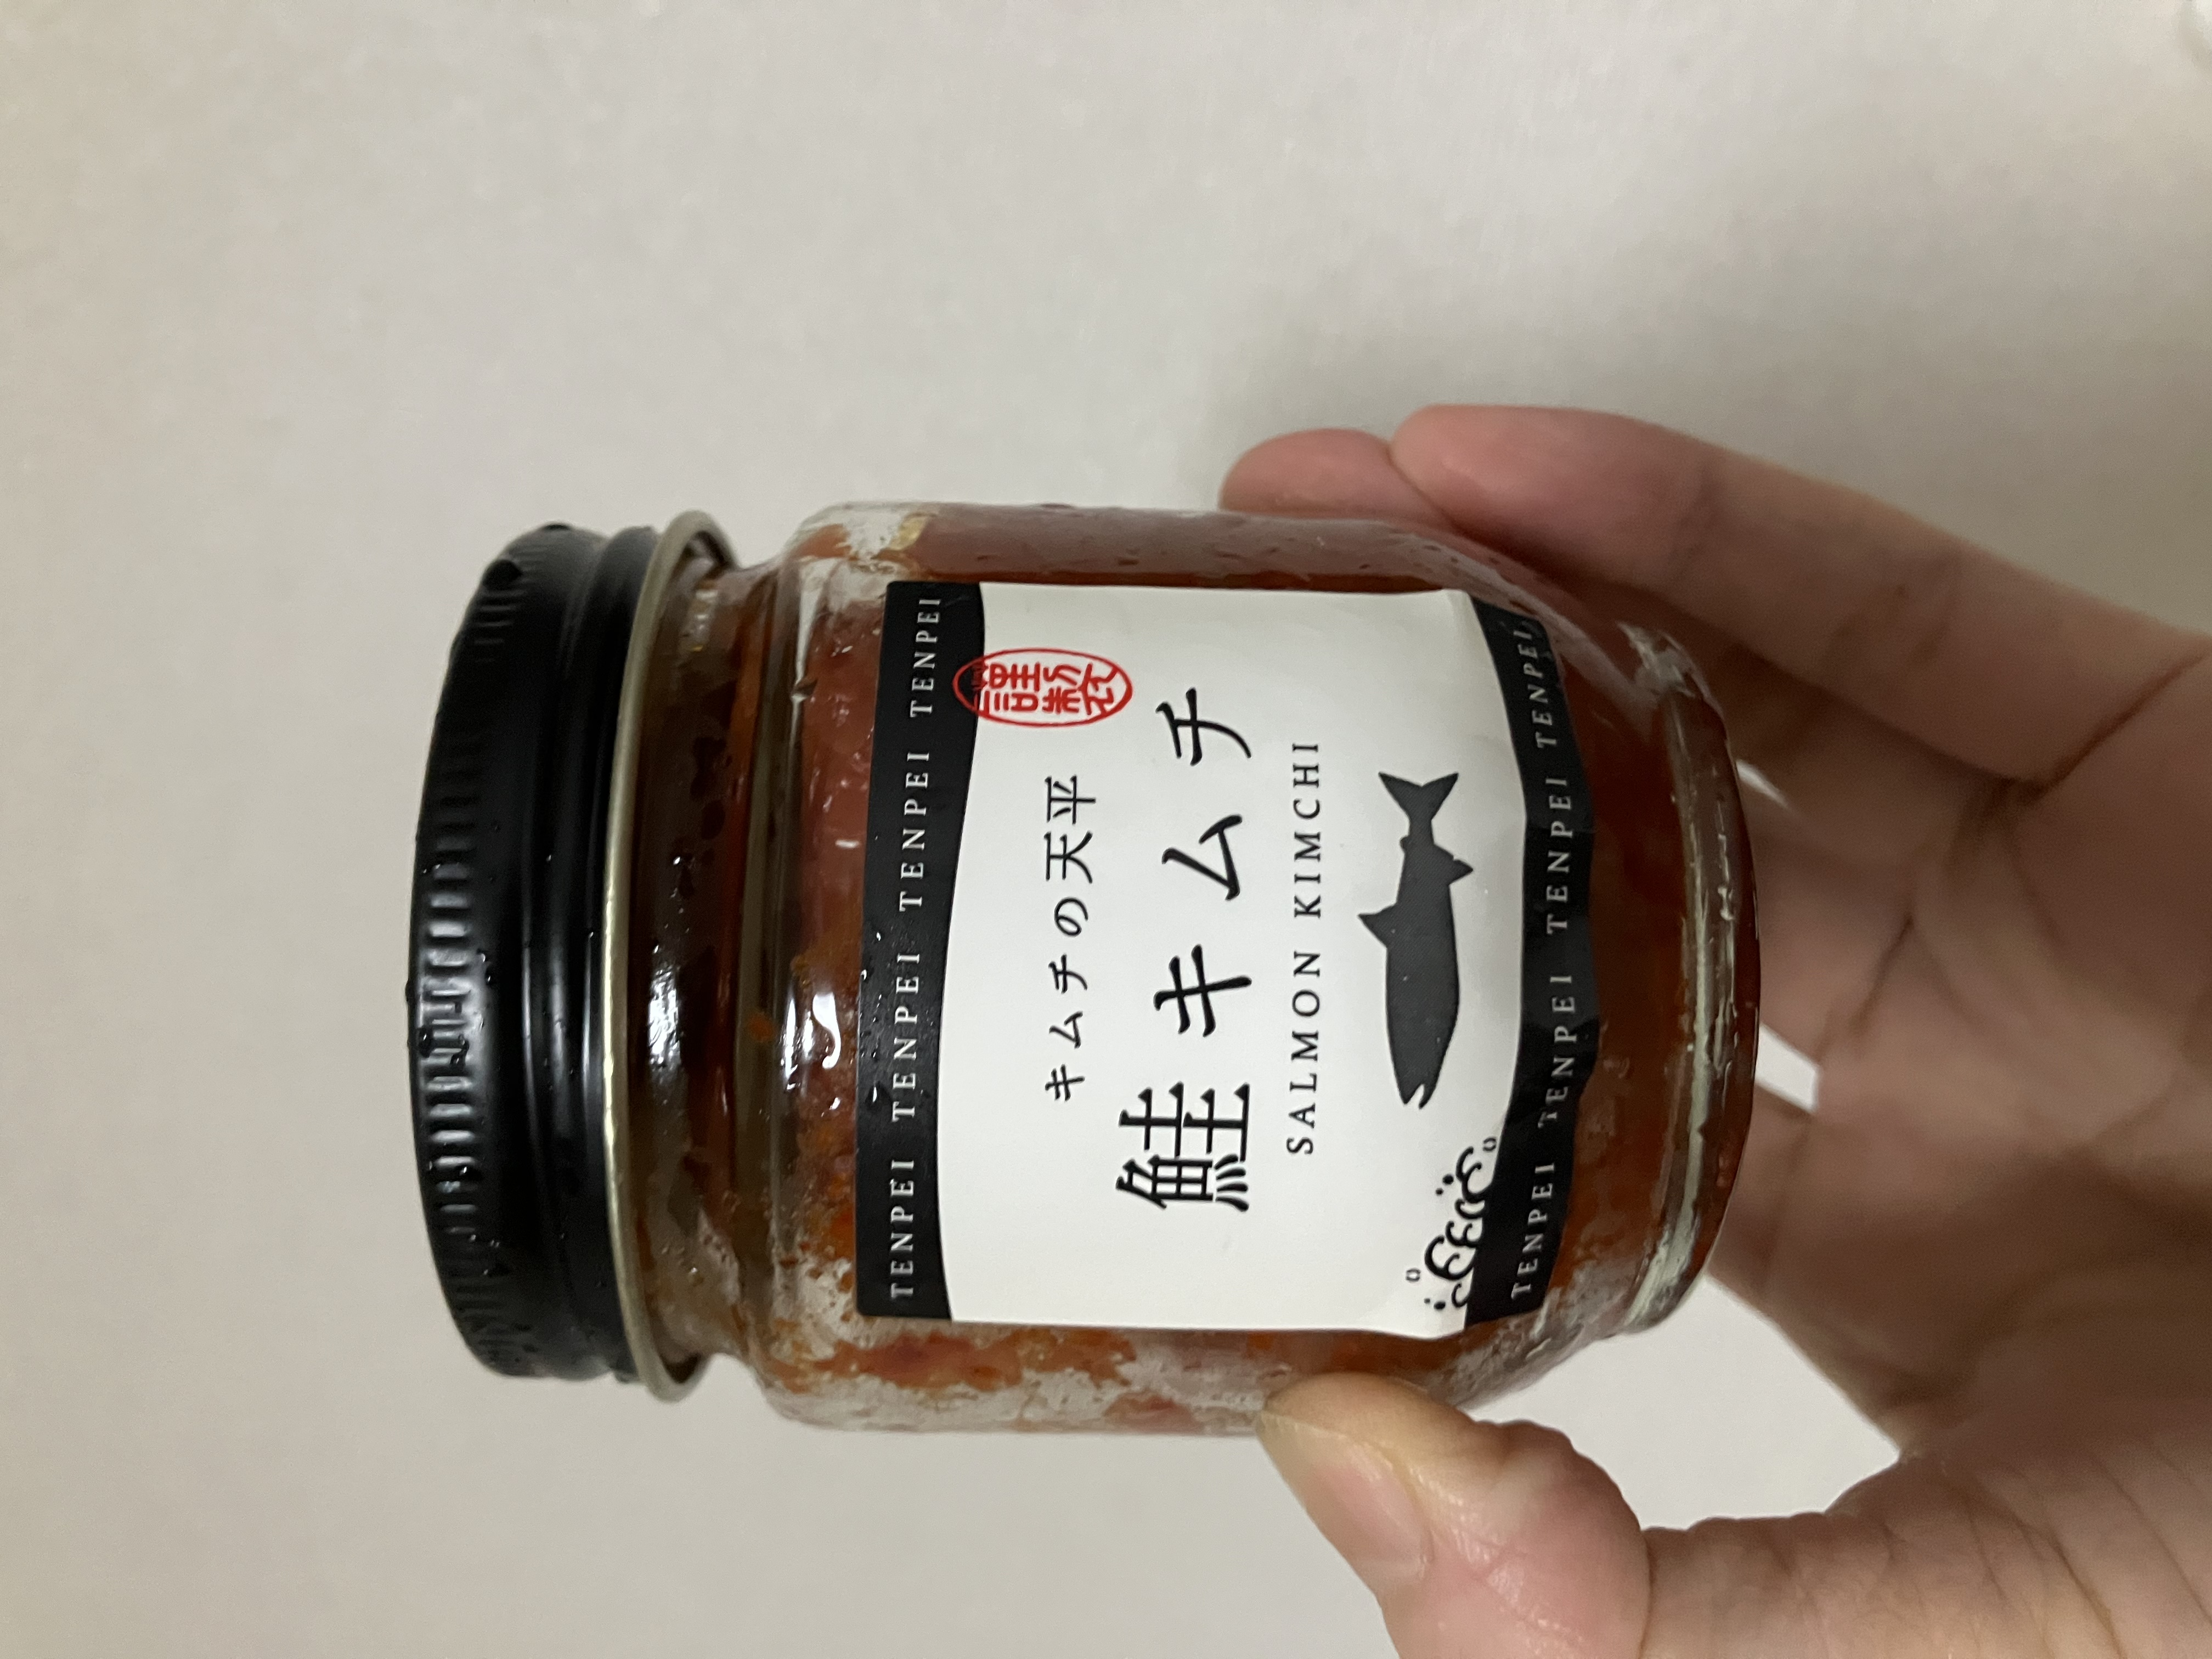 TENPEI TENPEI TENPEI TENPEI
キムチの天平
鮭キムチ
SALMON KIMCHI
TENPEI TENPEI TENPEI TENPEI